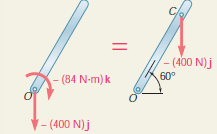 C
– (400 N) j
– (84 N·m) k
=
60°
O
O
– (400 N) j